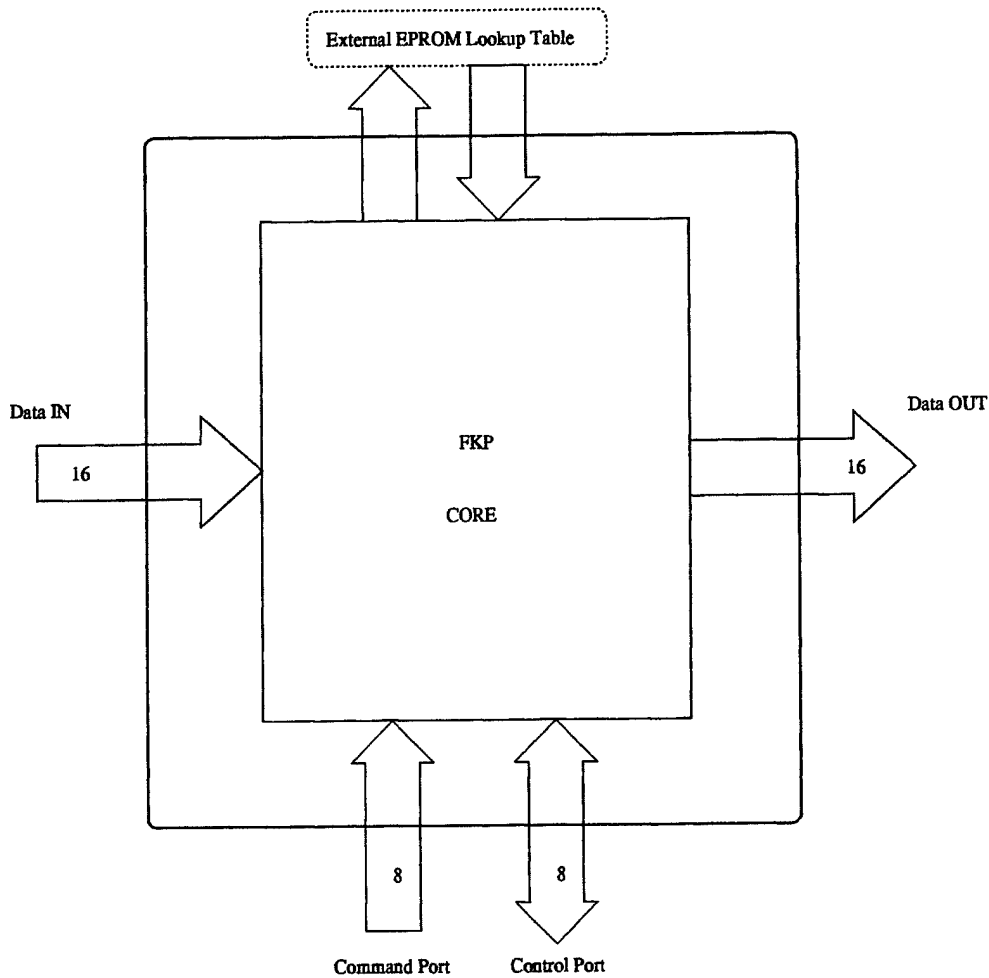 External EPROM Lookup Table
Data IN
Data OUT
16
FKP
16
CORE
8
8
Command Port
Control Port